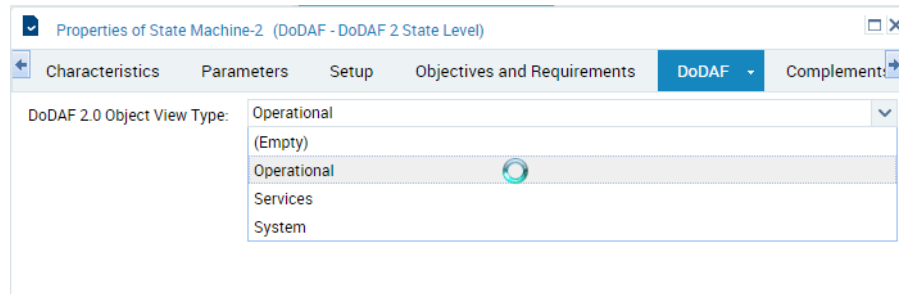 Properties of State Machine-2 (DoDAF - DoDAF 2 State Level)
Characteristics Parameters Setup Objectives and Requirements DoDAF Complements
DoDAF 2.0 Object View Type: Operational
(Empty)
Operational
Services
System